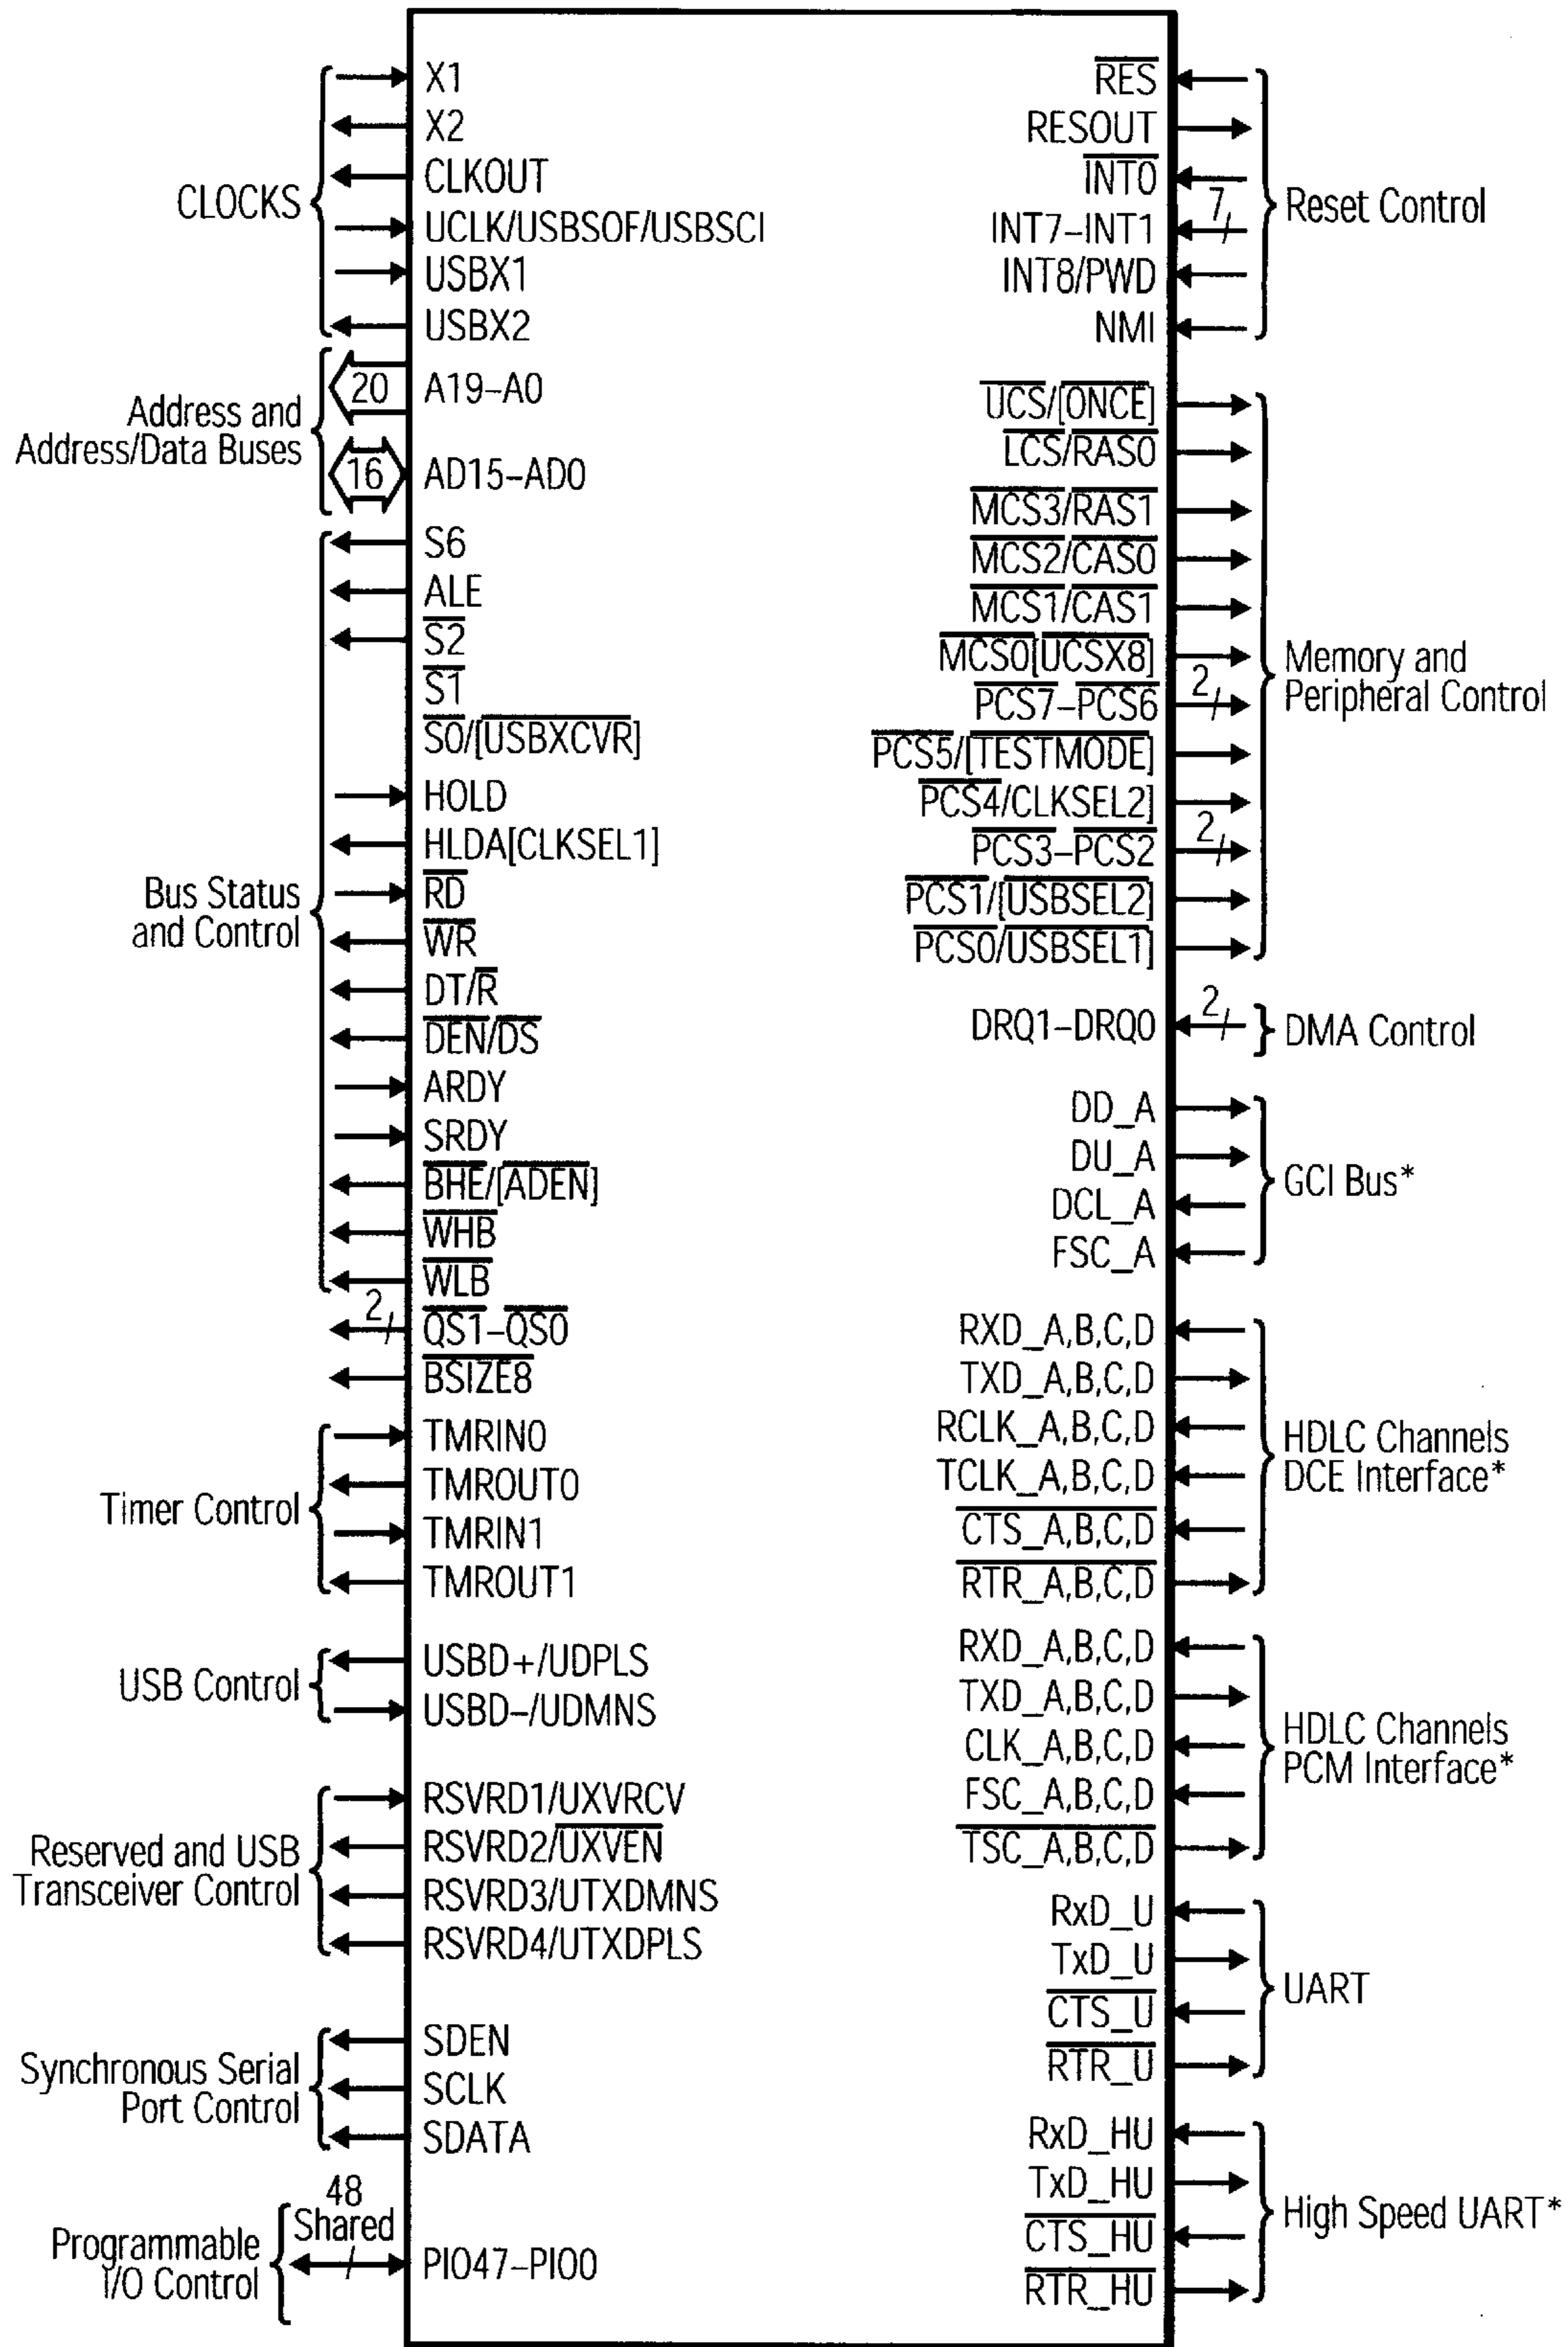 CLOCKS
X1
X2
CLKOUT
UCLK/USBSOF/USBSCI
USBX1
USBX2
Address and
Address/Data Buses
20
A19–A0
16
AD15–AD0
Bus Status
and Control
S6
ALE
S2
S1
S0/[USBXCVR]
HOLD
HLDA[CLKSEL1]
RD
WR
DT/R
DEN/DS
ARDY
SRDY
BHE/[ADEN]
WHB
WLB
2
QS1–QS0
BSIZE8
Timer Control
TMRIN0
TMROUT0
TMRIN1
TMROUT1
USB Control
USBD+/UDPLS
USBD–/UDMNS
Reserved and USB
Transceiver Control
RSVRD1/UXVRCV
RSVRD2/UXVEN
RSVRD3/UTXDMNS
RSVRD4/UTXDPLS
Synchronous Serial
Port Control
SDEN
SCLK
SDATA
Programmable
I/O Control
48
Shared
PIO47–PIO0
RES
RESOUT
INT0
7
INT7–INT1
INT8/PWD
NMI
Reset Control
UCS/[ONCE]
LCS/RAS0
MCS3/RAS1
MCS2/CAS0
MCS1/CAS1
MCS0[UCSX8]
2
PCS7–PCS6
PCS5/[TESTMODE]
PCS4/CLKSEL2]
2
PCS3–PCS2
PCS1/[USBSEL2]
PCS0/USBSEL1]
Memory and
Peripheral Control
2
DRQ1–DRQ0
DMA Control
DD_A
DU_A
DCL_A
FSC_A
GCI Bus*
RXD_A,B,C,D
TXD_A,B,C,D
RCLK_A,B,C,D
TCLK_A,B,C,D
CTS_A,B,C,D
RTR_A,B,C,D
HDLC Channels
DCE Interface*
RXD_A,B,C,D
TXD_A,B,C,D
CLK_A,B,C,D
FSC_A,B,C,D
TSC_A,B,C,D
HDLC Channels
PCM Interface*
RxD_U
TxD_U
CTS_U
RTR_U
UART
RxD_HU
TxD_HU
CTS_HU
RTR_HU
High Speed UART*